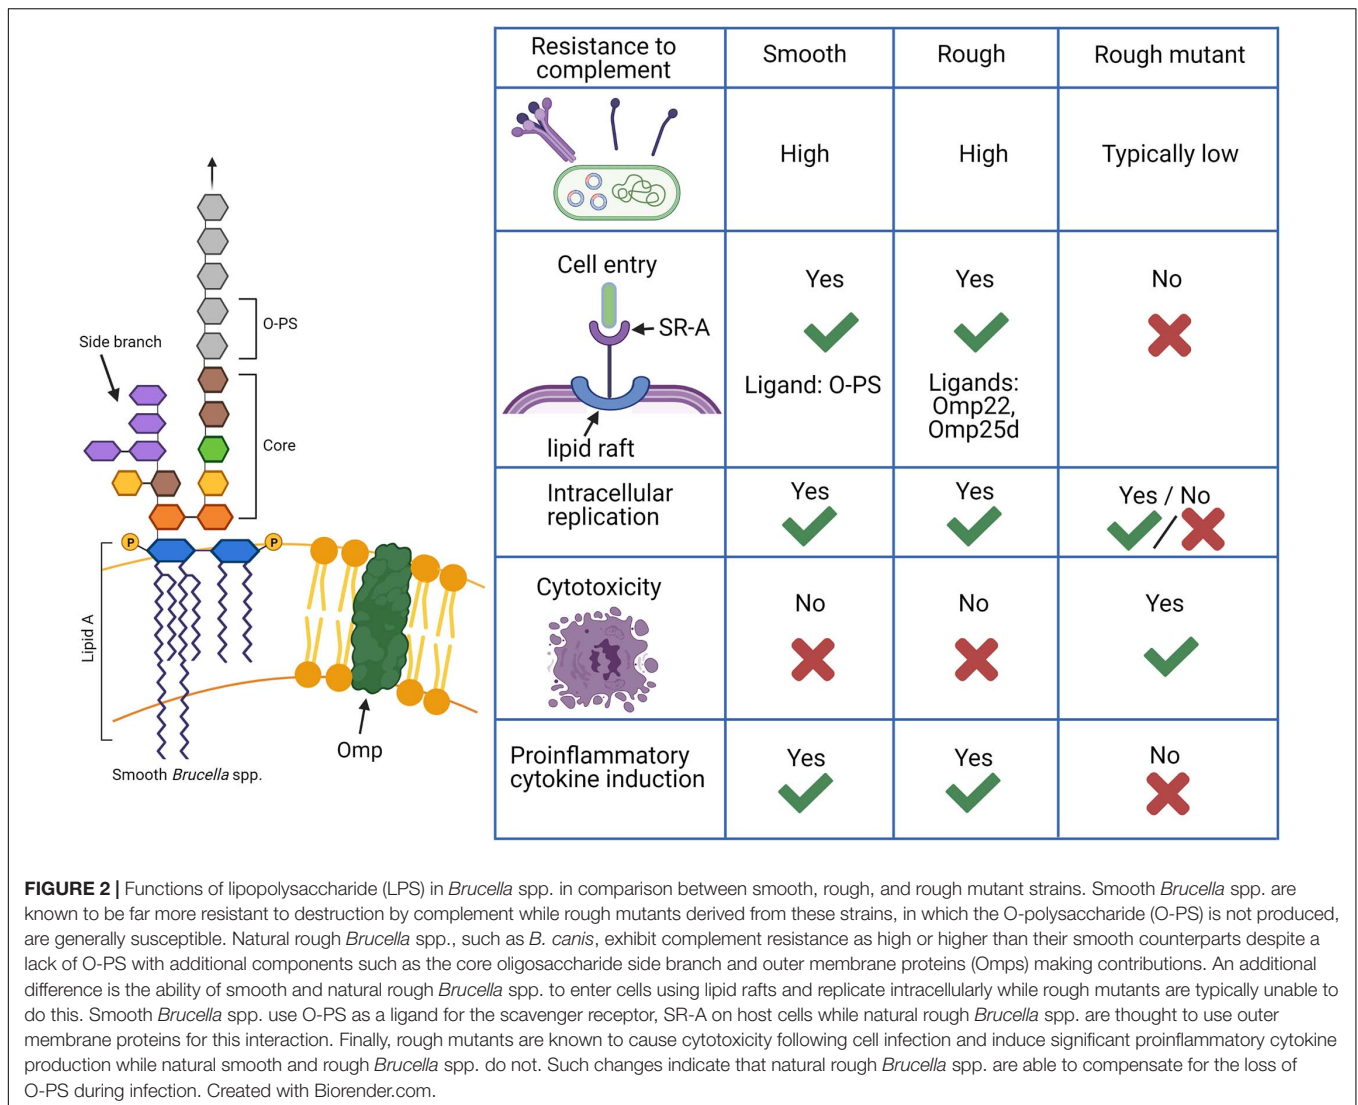 Side branch
O-PS
Core
P
P
Lipid A
Omp
Smooth Brucella spp.
Resistance to
complement
Smooth
Rough
Rough mutant
High
High
Typically low
Cell entry
SR-A
lipid raft
Yes
Ligand: O-PS
Yes
Ligands:
Omp22,
Omp25d
No
Intracellular
replication
Yes
Yes
Yes / No
Cytotoxicity
No
No
Yes
Proinflammatory
cytokine induction
Yes
Yes
No
FIGURE 2 | Functions of lipopolysaccharide (LPS) in Brucella spp. in comparison between smooth, rough, and rough mutant strains. Smooth Brucella spp. are
known to be far more resistant to destruction by complement while rough mutants derived from these strains, in which the O-polysaccharide (O-PS) is not produced,
are generally susceptible. Natural rough Brucella spp., such as B. canis, exhibit complement resistance as high or higher than their smooth counterparts despite a
lack of O-PS with additional components such as the core oligosaccharide side branch and outer membrane proteins (Omps) making contributions. An additional
difference is the ability of smooth and natural rough Brucella spp. to enter cells using lipid rafts and replicate intracellularly while rough mutants are typically unable to
do this. Smooth Brucella spp. use O-PS as a ligand for the scavenger receptor, SR-A on host cells while natural rough Brucella spp. are thought to use outer
membrane proteins for this interaction. Finally, rough mutants are known to cause cytotoxicity following cell infection and induce significant proinflammatory cytokine
production while natural smooth and rough Brucella spp. do not. Such changes indicate that natural rough Brucella spp. are able to compensate for the loss of
O-PS during infection. Created with Biorender.com.